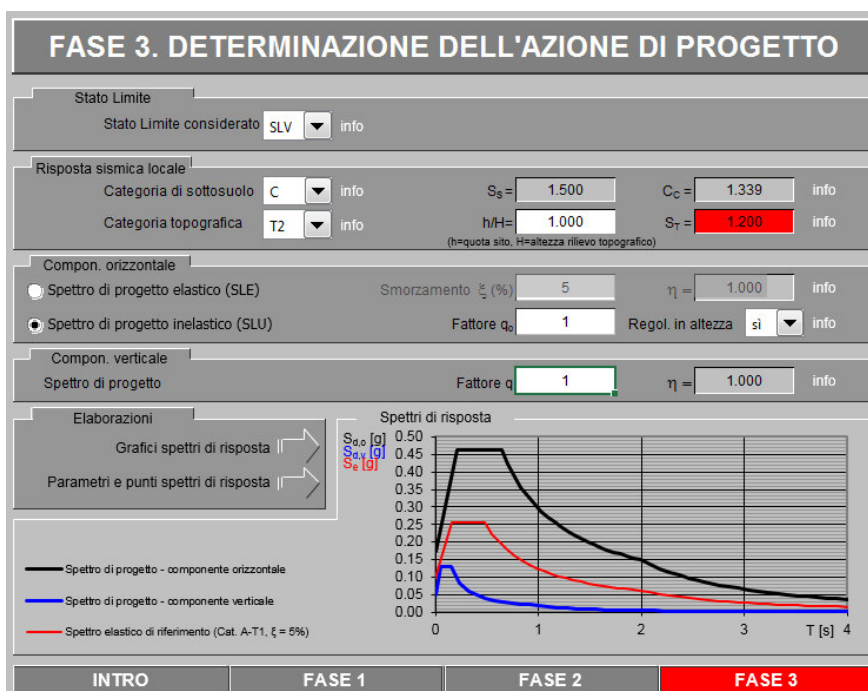 FASE 3. DETERMINAZIONE DELL'AZIONE DI PROGETTO
Stato Limite
Stato Limite considerato SLV info
Risposta sismica locale
Categoria di sottosuolo C info SS = 1.500 CC = 1.339 info
Categoria topografica T2 info h/H= 1.000 ST = 1.200 info
(h=quota sito, H=altezza rilievo topografico)
Compon. orizzontale
Spettro di progetto elastico (SLE) Smorzamento ξ (%) 5 η = 1.000 info
Spettro di progetto inelastico (SLU) Fattore qo 1 Regol. in altezza sì info
Compon. verticale
Spettro di progetto Fattore q 1 η = 1.000 info
Elaborazioni
Grafici spettri di risposta
Parametri e punti spettri di risposta
Spettri di risposta
Sd,o [g]
Sd,v [g]
Se [g]
0.50
0.45
0.40
0.35
0.30
0.25
0.20
0.15
0.10
0.05
0.00
0 1 2 3 T [s] 4
Spettro di progetto - componente orizzontale
Spettro di progetto - componente verticale
Spettro elastico di riferimento (Cat. A-T1, ξ = 5%)
INTRO FASE 1 FASE 2 FASE 3